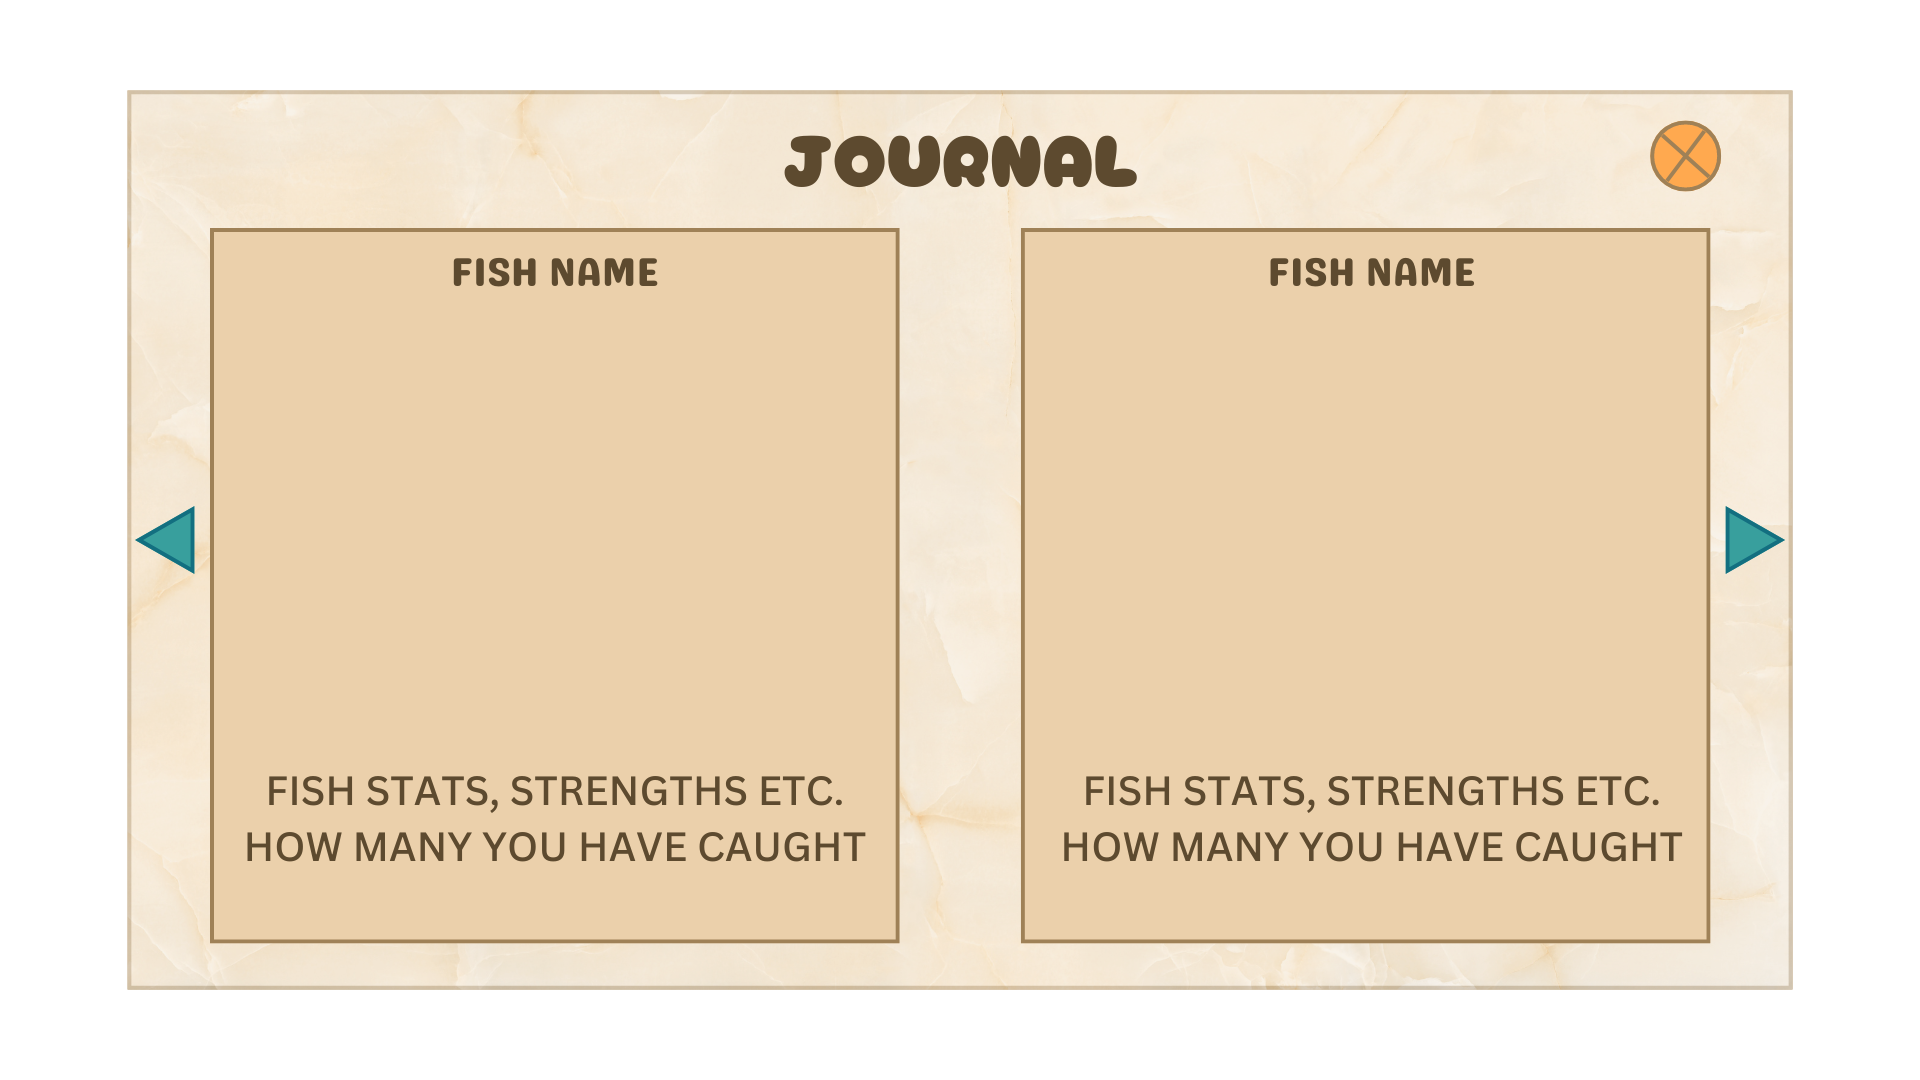 JOURNAL
FISH NAME
FISH STATS, STRENGTHS ETC.
HOW MANY YOU HAVE CAUGHT
FISH NAME
FISH STATS, STRENGTHS ETC.
HOW MANY YOU HAVE CAUGHT